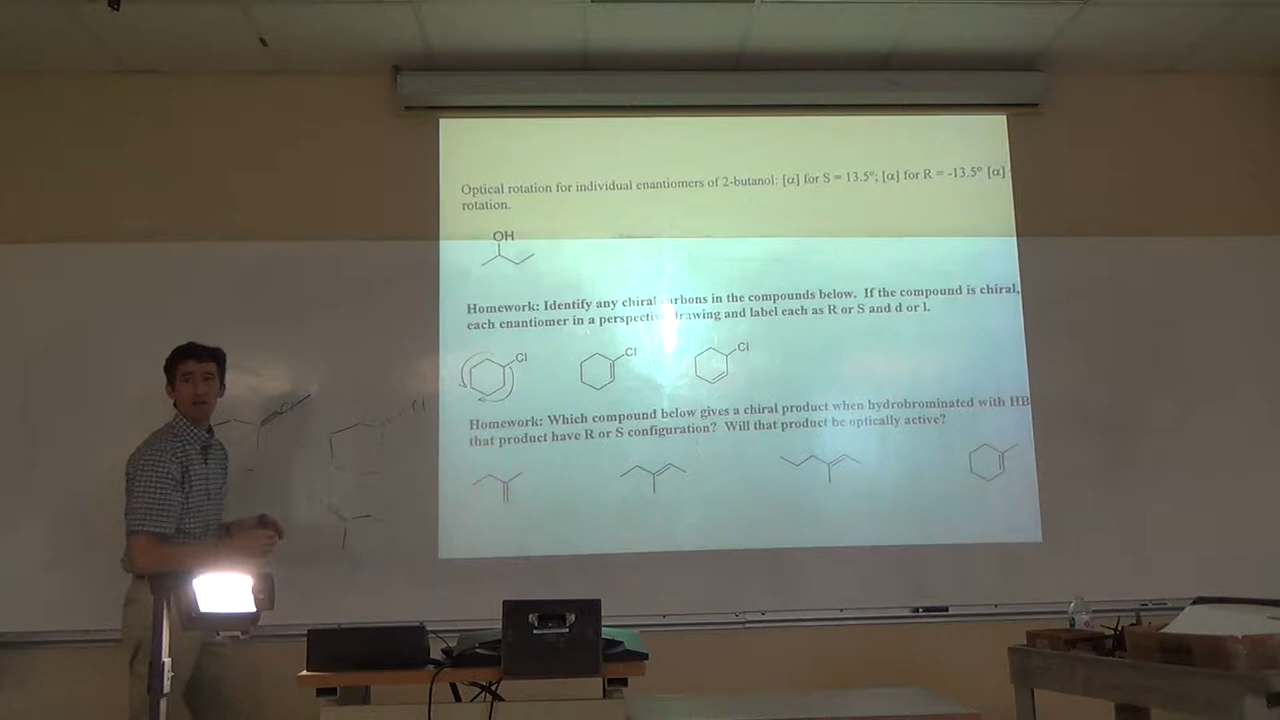 Optical rotation for individual enantiomers of 2-butanol: [α] for S = 13.5°; [α] for R = -13.5° [α]
rotation.
OH
Homework: Identify any chiral carbons in the compounds below. If the compound is chiral,
each enantiomer in a perspective drawing and label each as R or S and d or l.
Cl Cl Cl
Cl Cl
Homework: Which compound below gives a chiral product when hydrobrominated with HB
that product have R or S configuration? Will that product be optically active?